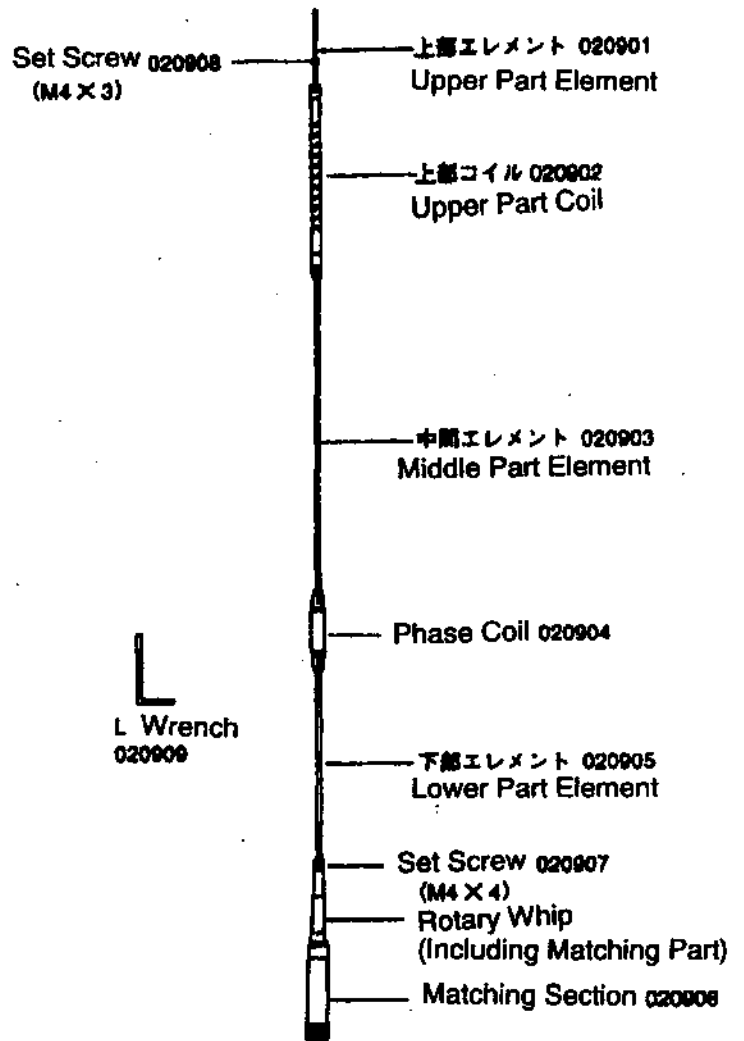 上部エレメント 020901
Upper Part Element
Set Screw 020908
(M4×3)
上部コイル 020902
Upper Part Coil
中間エレメント 020903
Middle Part Element
Phase Coil 020904
L Wrench
020909
下部エレメント 020905
Lower Part Element
Set Screw 020907
(M4×4)
Rotary Whip
(Including Matching Part)
Matching Section 020906